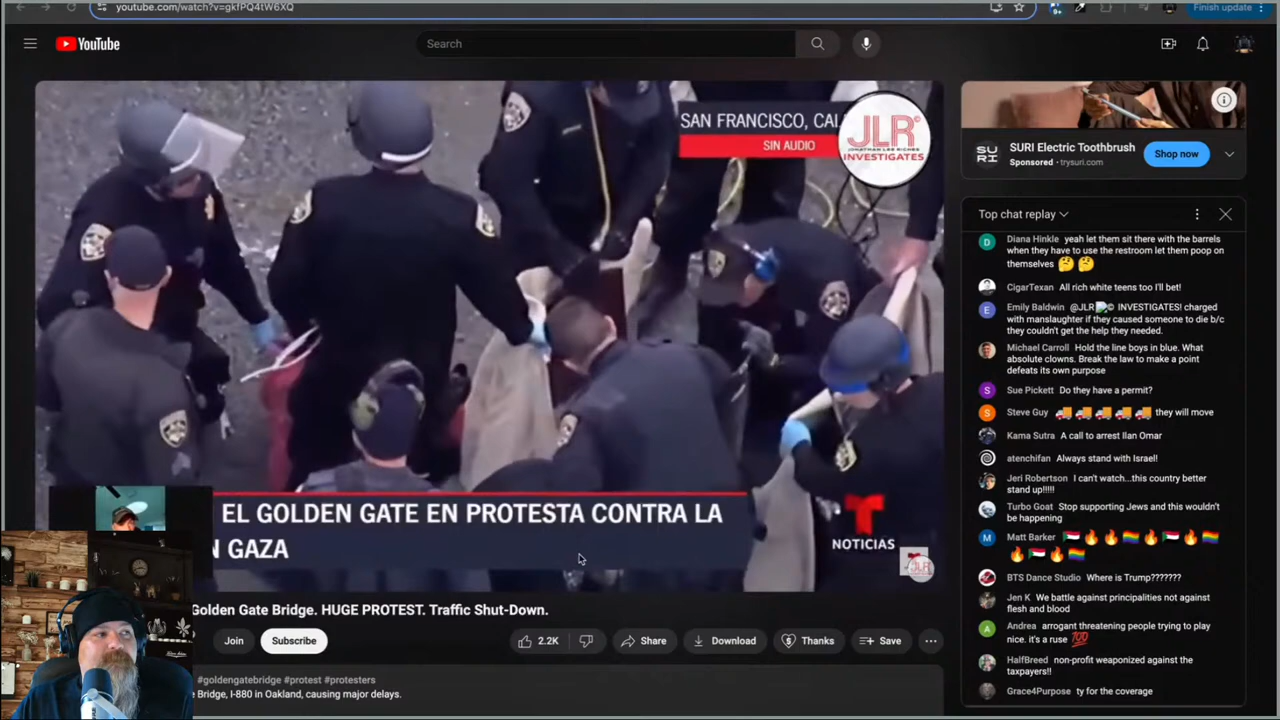 youtube.com/watch?v=gkfPQ4tW6XQ
9+
Finish update
YouTube
Search
SAN FRANCISCO, CAL
SIN AUDIO
JLR
JONATHAN LEE RICHES
INVESTIGATES
EL GOLDEN GATE EN PROTESTA CONTRA LA
N GAZA
NOTICIAS
Golden Gate Bridge. HUGE PROTEST. Traffic Shut-Down.
Join
Subscribe
2.2K
Share
Download
Thanks
Save
#goldengatebridge #protest #protesters
Bridge, I-880 in Oakland, causing major delays.
SURI
SURI Electric Toothbrush
Sponsored · trysuri.com
Shop now
Top chat replay
Diana Hinkle yeah let them sit there with the barrels
when they have to use the restroom let them poop on
themselves 🤔 🤔
CigarTexan All rich white teens too I'll bet!
Emily Baldwin @JLR © INVESTIGATES! charged
with manslaughter if they caused someone to die b/c
they couldn't get the help they needed.
Michael Carroll Hold the line boys in blue. What
absolute clowns. Break the law to make a point
defeats its own purpose
Sue Pickett Do they have a permit?
Steve Guy 🚚 🚚 🚚 🚚 🚚 they will move
Kama Sutra A call to arrest Ilan Omar
atenchifan Always stand with Israel!
Jeri Robertson I can't watch...this country better
stand up!!!!!
Turbo Goat Stop supporting Jews and this wouldn't
be happening
Matt Barker
BTS Dance Studio Where is Trump???????
Jen K We battle against principalities not against
flesh and blood
Andrea arrogant threatening people trying to play
nice. it's a ruse 💯
HalfBreed non-profit weaponized against the
taxpayers!!
Grace4Purpose ty for the coverage